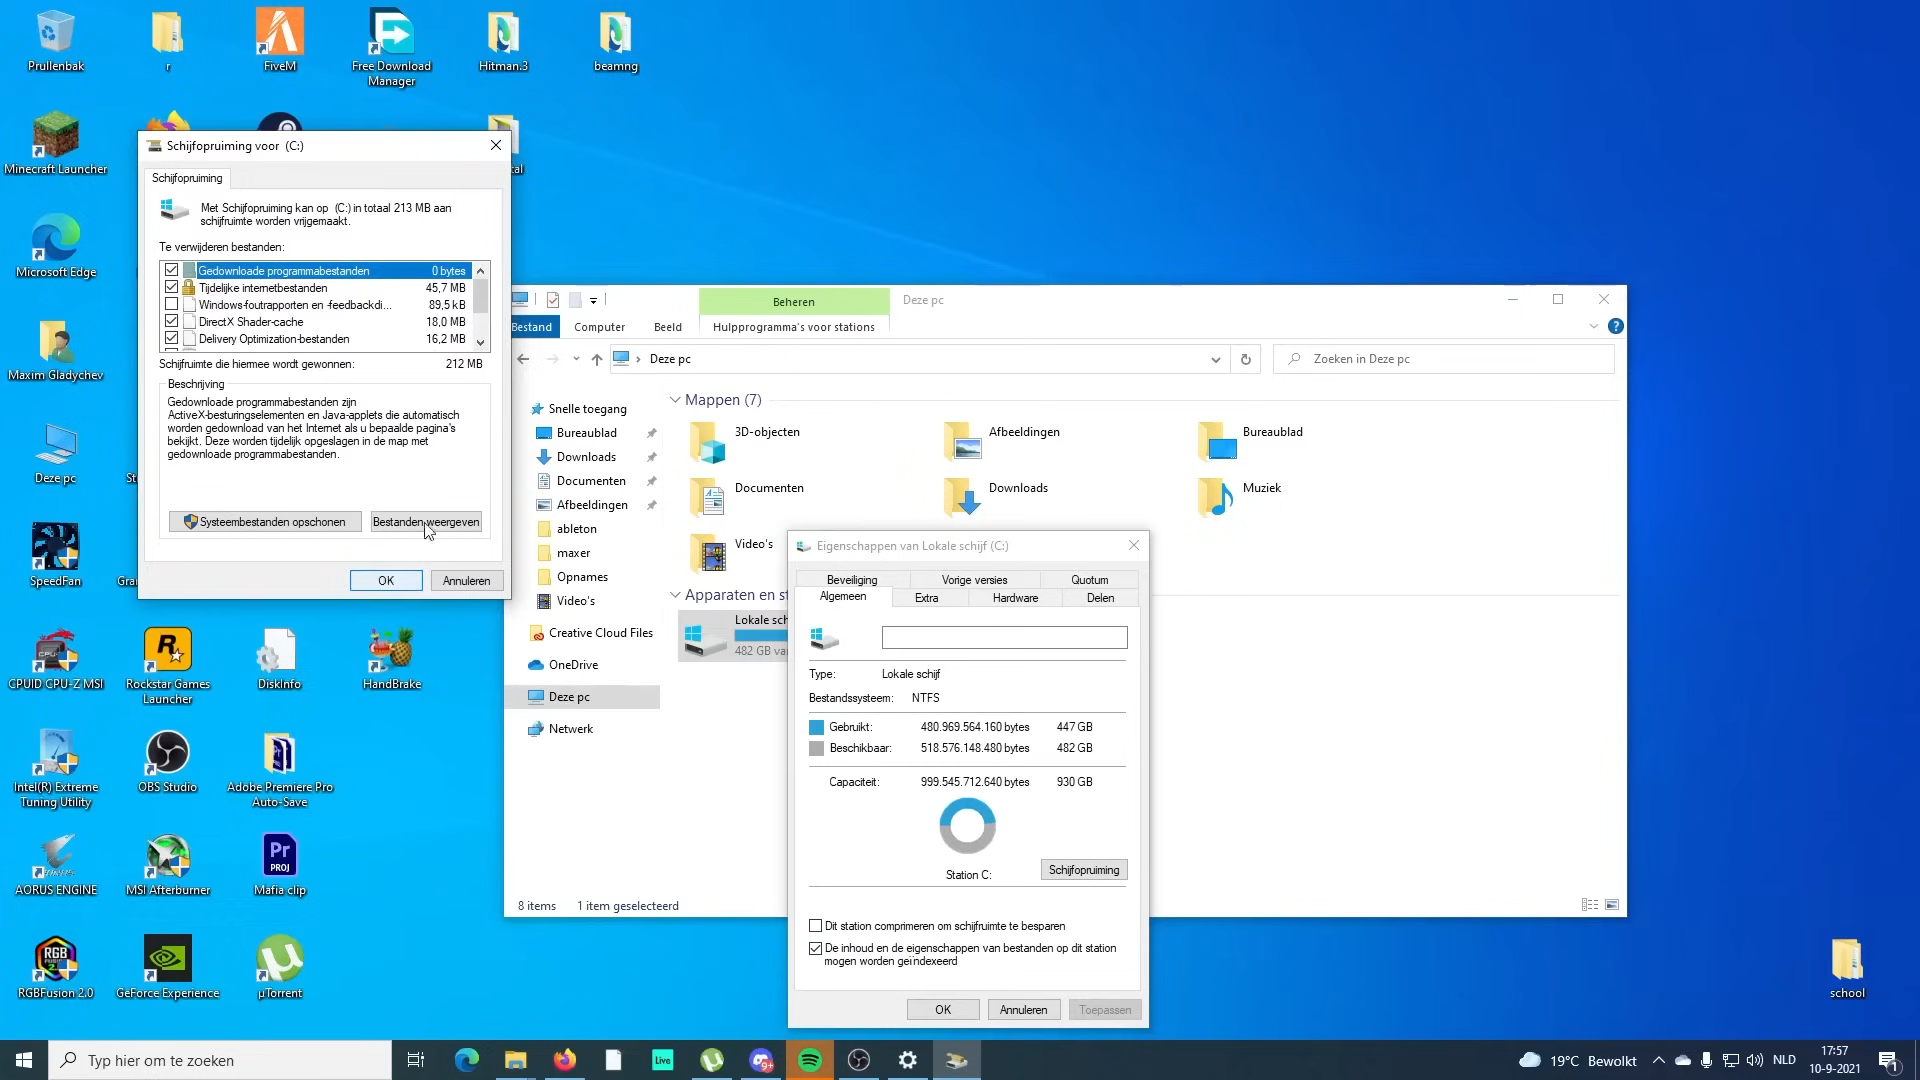 Prullenbak
r
FiveM
Free Download
Manager
Hitman.3
beamng
Minecraft Launcher
Microsoft Edge
Maxim Gladychev
Deze pc
SpeedFan
CPUID CPU-Z MSI
Rockstar Games
Launcher
DiskInfo
HandBrake
Intel(R) Extreme
Tuning Utility
OBS Studio
Adobe Premiere Pro
Auto-Save
AORUS ENGINE
MSI Afterburner
Mafia clip
RGBFusion 2.0
GeForce Experience
µTorrent
school
Schijfopruiming voor (C:)
Schijfopruiming
Met Schijfopruiming kan op (C:) in totaal 213 MB aan
schijfruimte worden vrijgemaakt.
Te verwijderen bestanden:
Gedownloade programmabestanden 0 bytes
Tijdelijke internetbestanden 45,7 MB
Windows-foutrapporten en -feedbackdi... 89,5 kB
DirectX Shader-cache 18,0 MB
Delivery Optimization-bestanden 16,2 MB
Schijfruimte die hiermee wordt gewonnen: 212 MB
Beschrijving
Gedownloade programmabestanden zijn
ActiveX-besturingselementen en Java-applets die automatisch
worden gedownload van het Internet als u bepaalde pagina's
bekijkt. Deze worden tijdelijk opgeslagen in de map met
gedownloade programmabestanden.
Systeembestanden opschonen
Bestanden weergeven
OK
Annuleren
Beheren
Deze pc
Bestand
Computer
Beeld
Hulpprogramma's voor stations
Deze pc
Zoeken in Deze pc
Snelle toegang
Bureaublad
Downloads
Documenten
Afbeeldingen
ableton
maxer
Opnames
Video's
Creative Cloud Files
OneDrive
Deze pc
Netwerk
Mappen (7)
3D-objecten
Afbeeldingen
Bureaublad
Documenten
Downloads
Muziek
Video's
Apparaten en st
Lokale sch
482 GB va
8 items
1 item geselecteerd
Eigenschappen van Lokale schijf (C:)
Beveiliging
Vorige versies
Quotum
Algemeen
Extra
Hardware
Delen
Type: Lokale schijf
Bestandssysteem: NTFS
Gebruikt: 480.969.564.160 bytes 447 GB
Beschikbaar: 518.576.148.480 bytes 482 GB
Capaciteit: 999.545.712.640 bytes 930 GB
Station C:
Schijfopruiming
Dit station comprimeren om schijfruimte te besparen
De inhoud en de eigenschappen van bestanden op dit station
mogen worden geïndexeerd
OK
Annuleren
Toepassen
Typ hier om te zoeken
Live
9+
19°C Bewolkt
NLD
17:57
10-9-2021
1